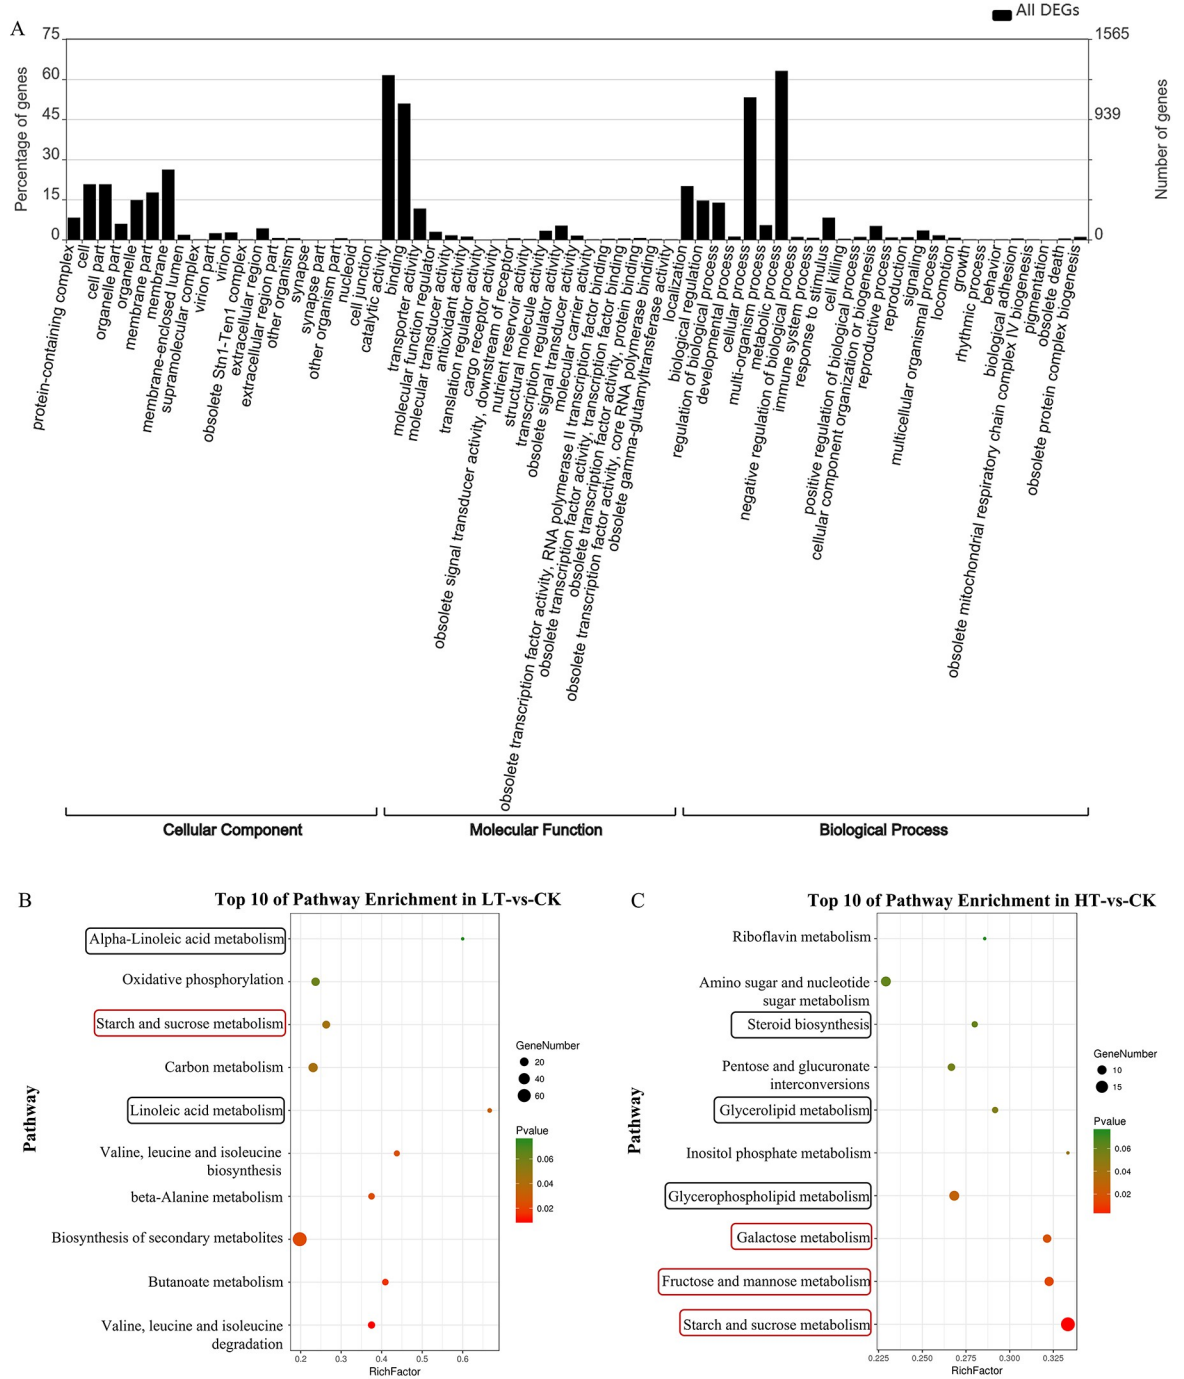 All DEGs
A
75
60
45
30
15
0
Percentage of genes
1565
939
0
Number of genes
protein-containing complex
cell
cell part
organelle part
organelle
membrane part
membrane
membrane-enclosed lumen
supramolecular complex
virion part
virion
obsolete Stn1-Ten1 complex
extracellular region
extracellular region part
other organism
synapse
synapse part
other organism part
nucleoid
cell junction
catalytic activity
binding
transporter activity
molecular function regulator
molecular transducer activity
antioxidant activity
translation regulator activity
cargo receptor activity
obsolete signal transducer activity, downstream of receptor
nutrient reservoir activity
structural molecule activity
transcription regulator activity
obsolete signal transducer activity
molecular carrier activity
obsolete transcription factor activity, RNA polymerase II transcription factor binding
obsolete transcription factor activity, transcription factor binding
obsolete transcription factor activity, protein binding
obsolete transcription factor activity, core RNA polymerase binding
obsolete gamma-glutamyltransferase activity
localization
biological regulation
regulation of biological process
developmental process
cellular process
multi-organism process
metabolic process
negative regulation of biological process
immune system process
response to stimulus
cell killing
positive regulation of biological process
cellular component organization or biogenesis
reproductive process
reproduction
signaling
multicellular organismal process
locomotion
growth
rhythmic process
behavior
biological adhesion
obsolete mitochondrial respiratory chain complex IV biogenesis
pigmentation
obsolete death
obsolete protein complex biogenesis
Cellular Component
Molecular Function
Biological Process
B
Top 10 of Pathway Enrichment in LT-vs-CK
Pathway
Alpha-Linoleic acid metabolism
Oxidative phosphorylation
Starch and sucrose metabolism
Carbon metabolism
Linoleic acid metabolism
Valine, leucine and isoleucine
biosynthesis
beta-Alanine metabolism
Biosynthesis of secondary metabolites
Butanoate metabolism
Valine, leucine and isoleucine
degradation
0.2
0.3
0.4
0.5
0.6
RichFactor
GeneNumber
20
40
60
Pvalue
0.06
0.04
0.02
C
Top 10 of Pathway Enrichment in HT-vs-CK
Pathway
Riboflavin metabolism
Amino sugar and nucleotide
sugar metabolism
Steroid biosynthesis
Pentose and glucuronate
interconversions
Glycerolipid metabolism
Inositol phosphate metabolism
Glycerophospholipid metabolism
Galactose metabolism
Fructose and mannose metabolism
Starch and sucrose metabolism
0.225
0.250
0.275
0.300
0.325
RichFactor
GeneNumber
10
15
Pvalue
0.06
0.04
0.02